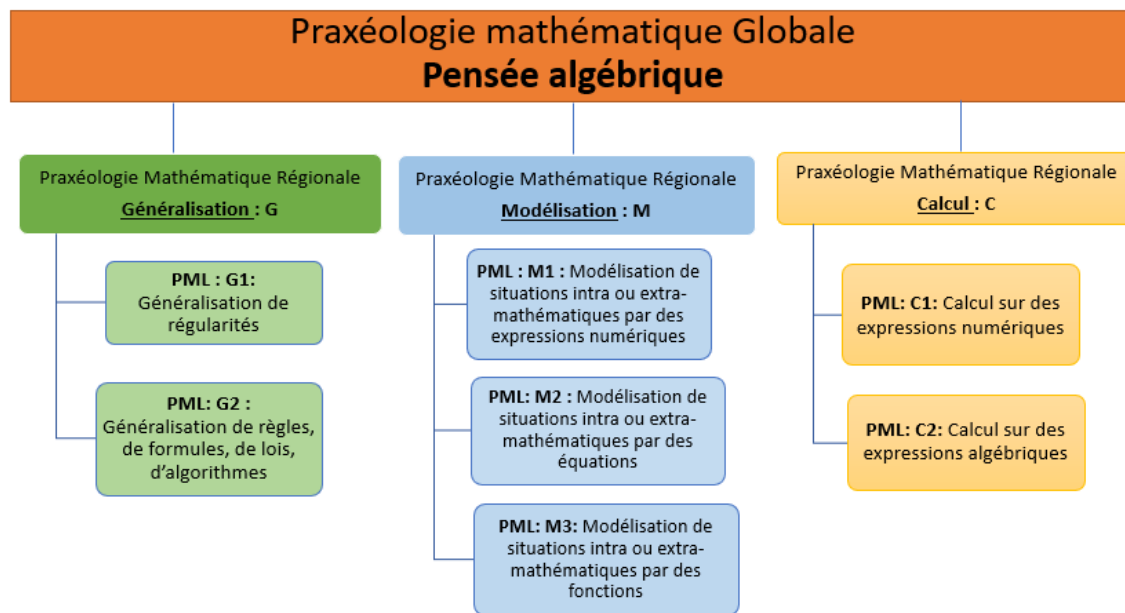 Praxéologie mathématique Globale
Pensée algébrique
Praxéologie Mathématique Régionale
Généralisation : G
PML : G1:
Généralisation de
régularités
PML: G2 :
Généralisation de règles,
de formules, de lois,
d’algorithmes
Praxéologie Mathématique Régionale
Modélisation : M
PML : M1 : Modélisation de
situations intra ou extra-
mathématiques par des
expressions numériques
PML: M2 : Modélisation de
situations intra ou extra-
mathématiques par des
équations
PML: M3: Modélisation de
situations intra ou extra-
mathématiques par des
fonctions
Praxéologie Mathématique Régionale
Calcul : C
PML: C1: Calcul sur des
expressions numériques
PML: C2: Calcul sur des
expressions algébriques